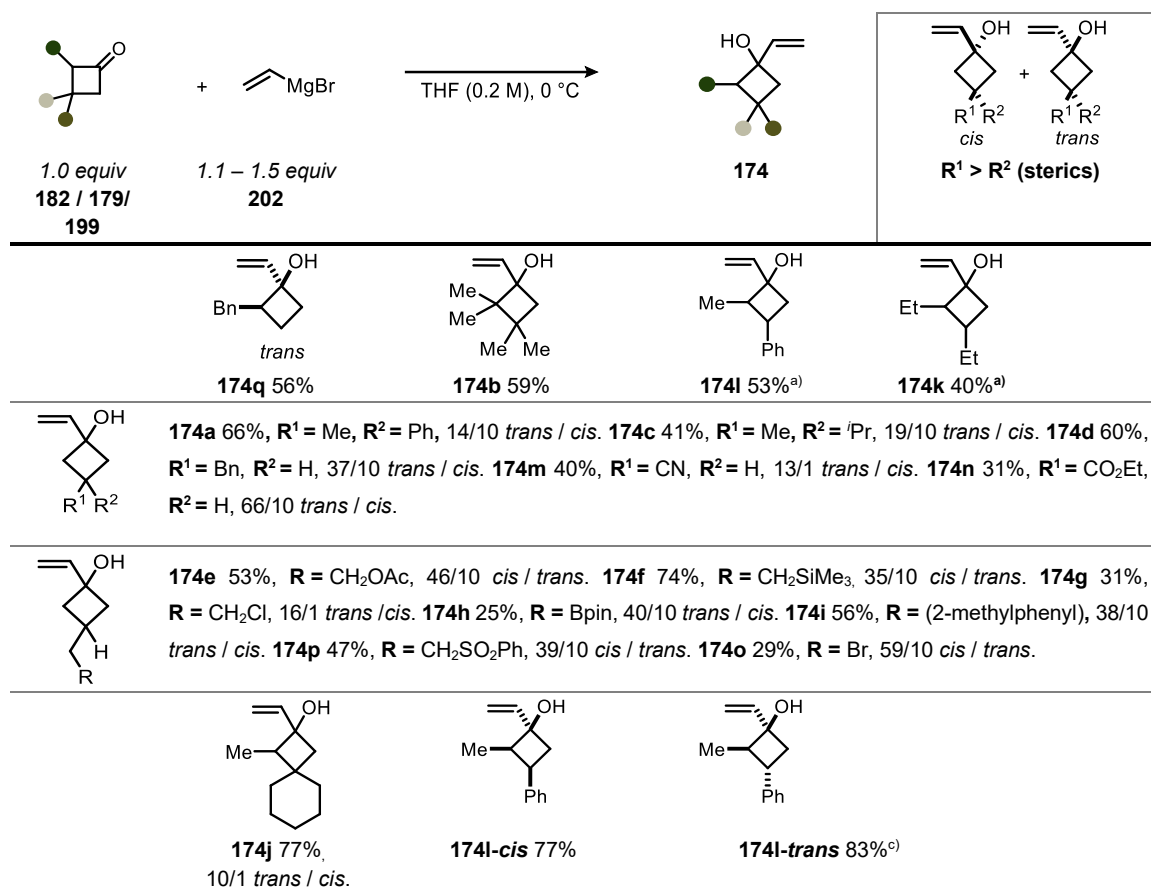 O
+
MgBr
THF (0.2 M), 0 °C
HO
OH
OH
+
R¹ R²
R¹ R²
cis
trans
1.0 equiv
1.1 – 1.5 equiv
174
R¹ > R² (sterics)
182 / 179/
202
199
OH
Bn
trans
174q 56%
OH
Me
Me
Me Me
174b 59%
OH
Me
Ph
174l 53%a)
OH
Et
Et
174k 40%a)
OH
R¹ R²
174a 66%, R¹ = Me, R² = Ph, 14/10 trans / cis. 174c 41%, R¹ = Me, R² = iPr, 19/10 trans / cis. 174d 60%,
R¹ = Bn, R² = H, 37/10 trans / cis. 174m 40%, R¹ = CN, R² = H, 13/1 trans / cis. 174n 31%, R¹ = CO₂Et,
R² = H, 66/10 trans / cis.
OH
H
R
174e 53%, R = CH₂OAc, 46/10 cis / trans. 174f 74%, R = CH₂SiMe₃, 35/10 cis / trans. 174g 31%,
R = CH₂Cl, 16/1 trans /cis. 174h 25%, R = Bpin, 40/10 trans / cis. 174i 56%, R = (2-methylphenyl), 38/10
trans / cis. 174p 47%, R = CH₂SO₂Ph, 39/10 cis / trans. 174o 29%, R = Br, 59/10 cis / trans.
OH
Me
174j 77%,
10/1 trans / cis.
OH
Me
Ph
174l-cis 77%
OH
Me
Ph
174l-trans 83%c)